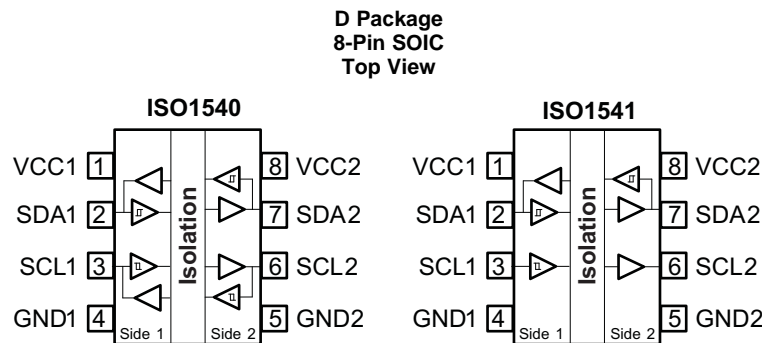 D Package
8-Pin SOIC
Top View
ISO1540
VCC1 1 8 VCC2
SDA1 2 7 SDA2
SCL1 3 6 SCL2
GND1 4 5 GND2
Isolation
Side 1 Side 2
ISO1541
VCC1 1 8 VCC2
SDA1 2 7 SDA2
SCL1 3 6 SCL2
GND1 4 5 GND2
Isolation
Side 1 Side 2